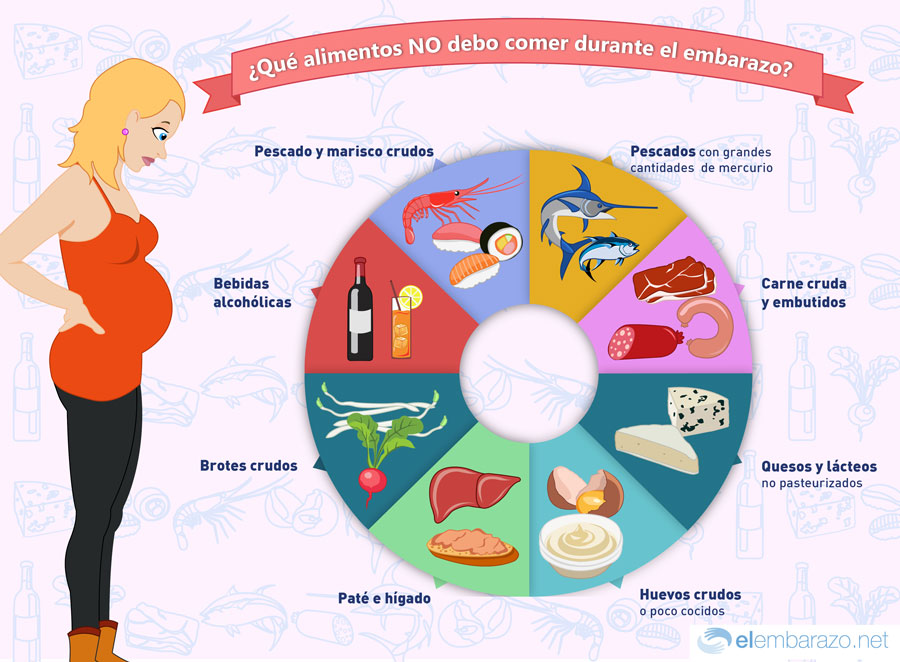 ¿Qué alimentos NO debo comer durante el embarazo?
Pescado y marisco crudos
Pescados con grandes
cantidades de mercurio
Bebidas
alcohólicas
Carne cruda
y embutidos
Brotes crudos
Quesos y lácteos
no pasteurizados
Paté e hígado
Huevos crudos
o poco cocidos
elembarazo.net